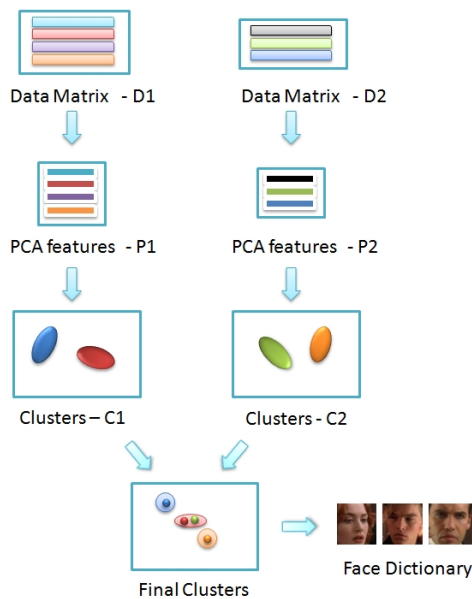 Data Matrix - D1
Data Matrix - D2
PCA features - P1
PCA features - P2
Clusters – C1
Clusters - C2
Final Clusters
Face Dictionary